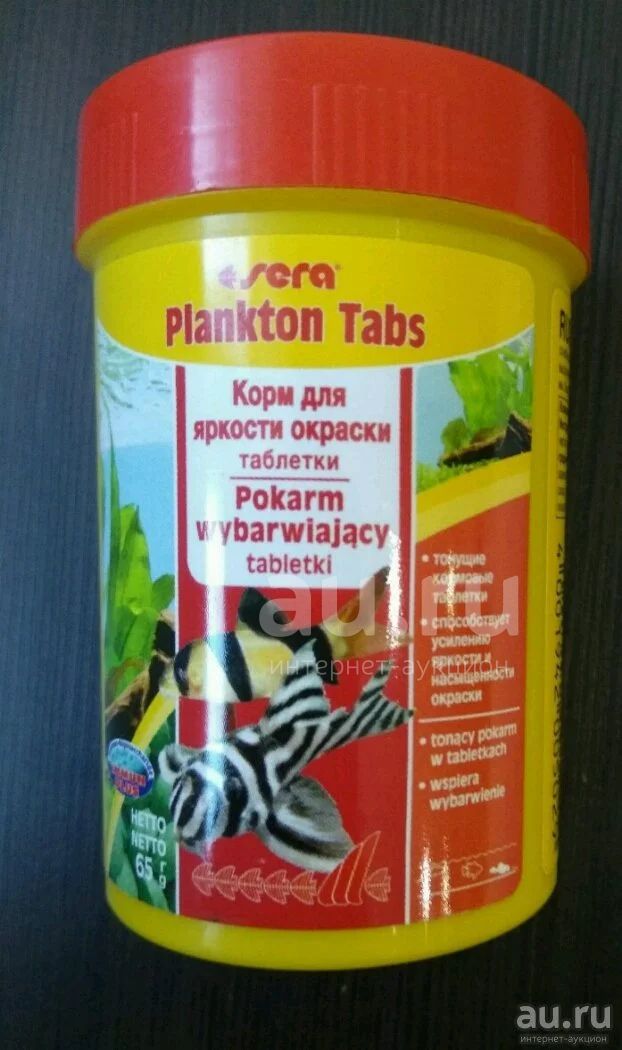 sera
Plankton Tabs
Корм для
яркости окраски
таблетки
Pokarm
wybarwiający
tabletki
• тонущие
кормовые
таблетки
• способствует
усилению
яркости и
насыщенности
окраски
• tonący pokarm
w tabletkach
• wspiera
wybarwienie
НЕТТО
NETTO
65 г
g
au.ru
интернет-аукцион
au.ru
интернет-аукцион